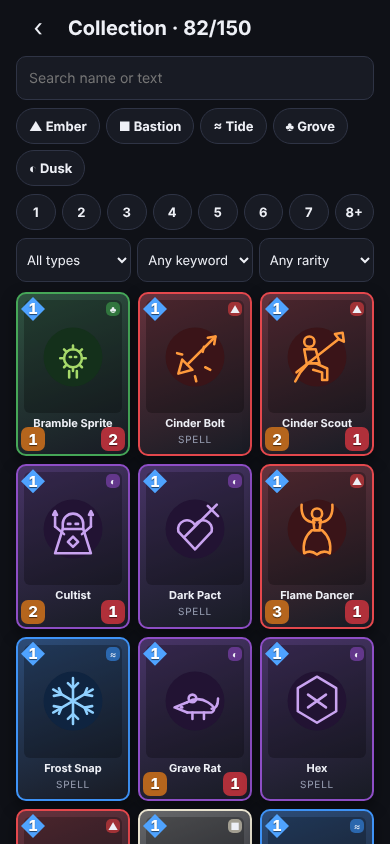 ‹ Collection · 82/150
Search name or text
▲ Ember ■ Bastion ≈ Tide ♣ Grove
◖ Dusk
1 2 3 4 5 6 7 8+
All types Any keyword Any rarity
1 ♣ 1 ▲ 1 ▲
Bramble Sprite Cinder Bolt Cinder Scout
1 2 SPELL 2 1
1 ◖ 1 ◖ 1 ▲
Cultist Dark Pact Flame Dancer
2 1 SPELL 3 1
1 ≈ 1 ◖ 1 ◖
Frost Snap Grave Rat Hex
SPELL 1 1 SPELL
1 ▲ 1 ■ 1 ≈